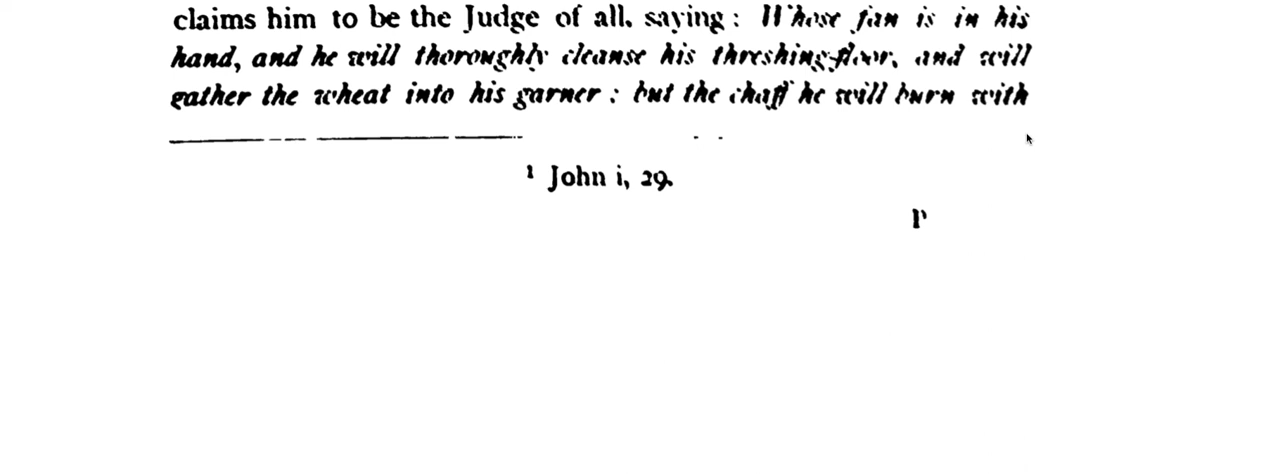 claims him to be the Judge of all, saying : Whose fan is in his
hand, and he will thoroughly cleanse his threshing-floor, and will
gather the wheat into his garner : but the chaff he will burn with
¹ John i, 29.
P